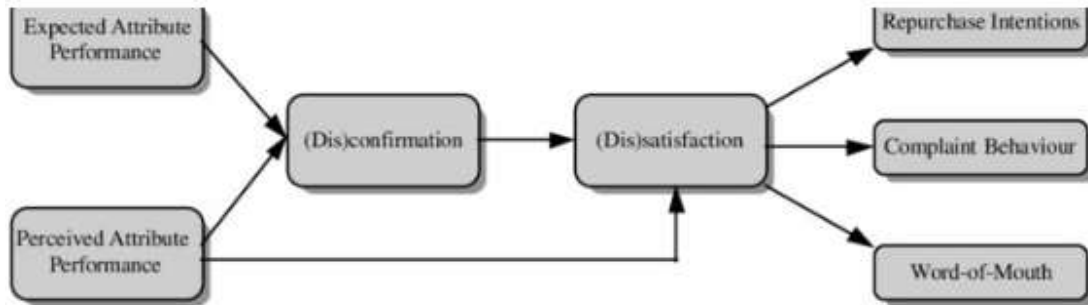 Expected Attribute
Performance
Repurchase Intentions
(Dis)confirmation
(Dis)satisfaction
Complaint Behaviour
Perceived Attribute
Performance
Word-of-Mouth